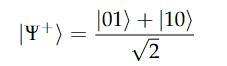 |Ψ⁺⟩ = (|01⟩ + |10⟩) / √2